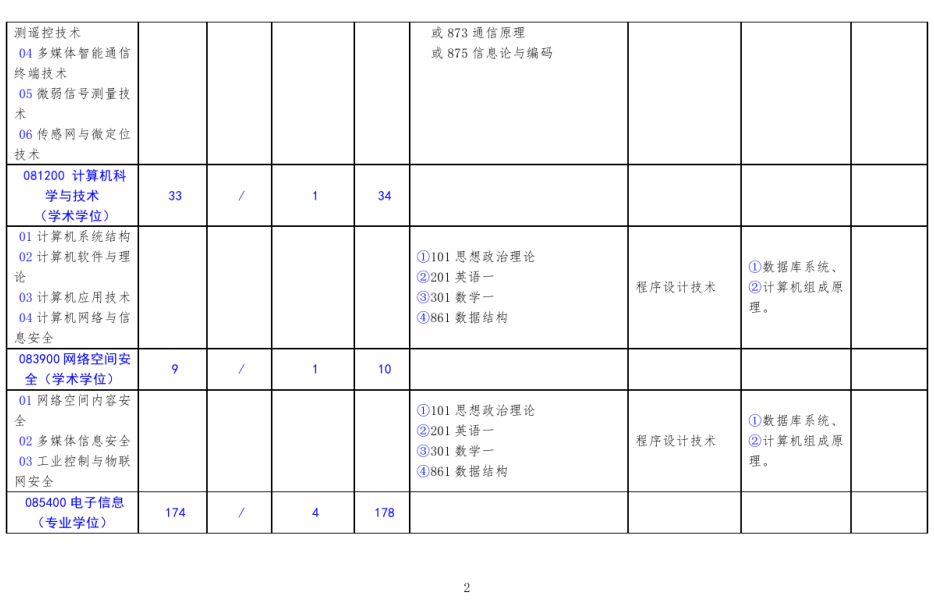 测遥控技术
04 多媒体智能通信
终端技术
05 微弱信号测量技
术
06 传感网与微定位
技术
或 873 通信原理
或 875 信息论与编码
081200 计算机科
学与技术
（学术学位）
33
/
1
34
01 计算机系统结构
02 计算机软件与理
论
03 计算机应用技术
04 计算机网络与信
息安全
①101 思想政治理论
②201 英语一
③301 数学一
④861 数据结构
程序设计技术
①数据库系统、
②计算机组成原
理。
083900 网络空间安
全（学术学位）
9
/
1
10
01 网络空间内容安
全
02 多媒体信息安全
03 工业控制与物联
网安全
①101 思想政治理论
②201 英语一
③301 数学一
④861 数据结构
程序设计技术
①数据库系统、
②计算机组成原
理。
085400 电子信息
（专业学位）
174
/
4
178
2